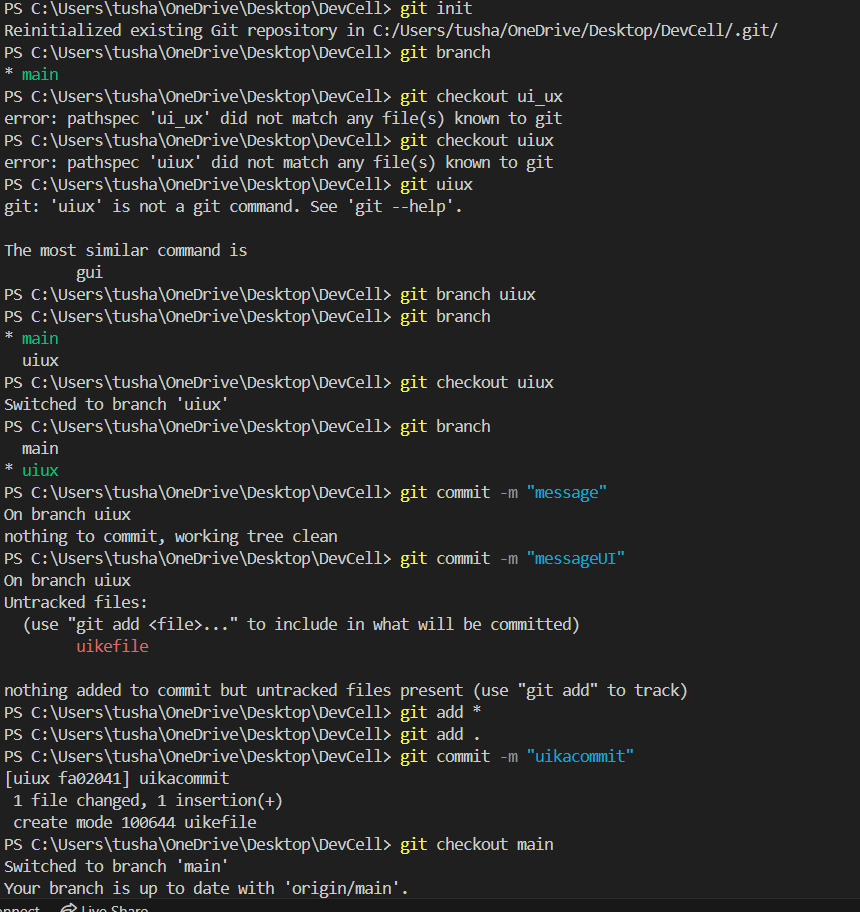 PS C:\Users\tusha\OneDrive\Desktop\DevCell> git init
Reinitialized existing Git repository in C:/Users/tusha/OneDrive/Desktop/DevCell/.git/
PS C:\Users\tusha\OneDrive\Desktop\DevCell> git branch
* main
PS C:\Users\tusha\OneDrive\Desktop\DevCell> git checkout ui_ux
error: pathspec 'ui_ux' did not match any file(s) known to git
PS C:\Users\tusha\OneDrive\Desktop\DevCell> git checkout uiux
error: pathspec 'uiux' did not match any file(s) known to git
PS C:\Users\tusha\OneDrive\Desktop\DevCell> git uiux
git: 'uiux' is not a git command. See 'git --help'.

The most similar command is
        gui
PS C:\Users\tusha\OneDrive\Desktop\DevCell> git branch uiux
PS C:\Users\tusha\OneDrive\Desktop\DevCell> git branch
* main
  uiux
PS C:\Users\tusha\OneDrive\Desktop\DevCell> git checkout uiux
Switched to branch 'uiux'
PS C:\Users\tusha\OneDrive\Desktop\DevCell> git branch
  main
* uiux
PS C:\Users\tusha\OneDrive\Desktop\DevCell> git commit -m "message"
On branch uiux
nothing to commit, working tree clean
PS C:\Users\tusha\OneDrive\Desktop\DevCell> git commit -m "messageUI"
On branch uiux
Untracked files:
  (use "git add <file>..." to include in what will be committed)
        uikefile

nothing added to commit but untracked files present (use "git add" to track)
PS C:\Users\tusha\OneDrive\Desktop\DevCell> git add *
PS C:\Users\tusha\OneDrive\Desktop\DevCell> git add .
PS C:\Users\tusha\OneDrive\Desktop\DevCell> git commit -m "uikacommit"
[uiux fa02041] uikacommit
 1 file changed, 1 insertion(+)
 create mode 100644 uikefile
PS C:\Users\tusha\OneDrive\Desktop\DevCell> git checkout main
Switched to branch 'main'
Your branch is up to date with 'origin/main'.
Live Share